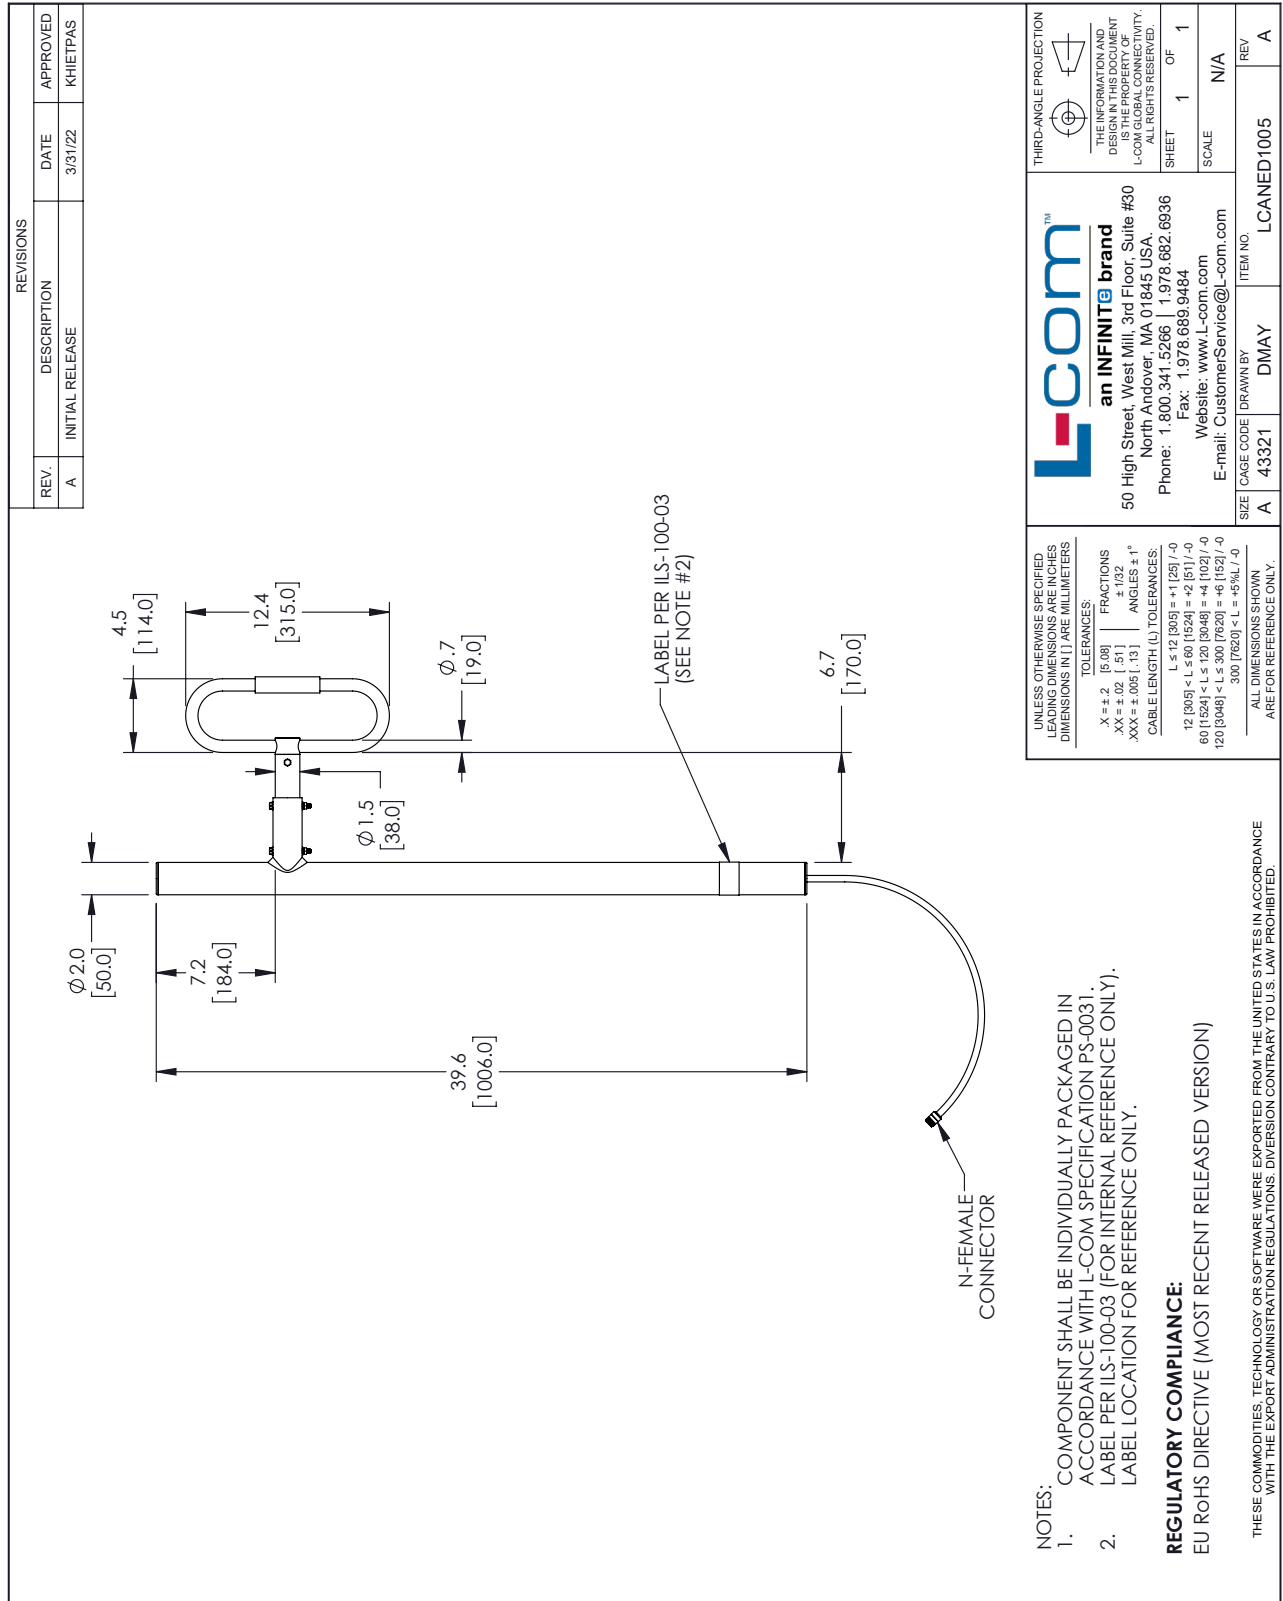 REVISIONS
REV. DESCRIPTION DATE APPROVED
A INITIAL RELEASE 3/31/22 KHIETPAS
4.5
[114.0]
12.4
[315.0]
Ø.7
[19.0]
Ø1.5
[38.0]
Ø2.0
[50.0]
7.2
[184.0]
39.6
[1006.0]
6.7
[170.0]
LABEL PER ILS-100-03
(SEE NOTE #2)
N-FEMALE
CONNECTOR
NOTES:
1. COMPONENT SHALL BE INDIVIDUALLY PACKAGED IN
ACCORDANCE WITH L-COM SPECIFICATION PS-0031.
2. LABEL PER ILS-100-03 (FOR INTERNAL REFERENCE ONLY).
LABEL LOCATION FOR REFERENCE ONLY.
REGULATORY COMPLIANCE:
EU RoHS DIRECTIVE (MOST RECENT RELEASED VERSION)
THESE COMMODITIES, TECHNOLOGY OR SOFTWARE WERE EXPORTED FROM THE UNITED STATES IN ACCORDANCE
WITH THE EXPORT ADMINISTRATION REGULATIONS. DIVERSION CONTRARY TO U.S. LAW PROHIBITED.
UNLESS OTHERWISE SPECIFIED
LEADING DIMENSIONS ARE INCHES
DIMENSIONS IN [ ] ARE MILLIMETERS
TOLERANCES:
.X = ± .2 [5.08] FRACTIONS
.XX = ± .02 [ .51] ± 1/32
.XXX = ± .005 [ .13] ANGLES ± 1°
CABLE LENGTH (L) TOLERANCES:
L ≤ 12 [305] = +1 [25] / -0
12 [305] < L ≤ 60 [1524] = +2 [51] / -0
60 [1524] < L ≤ 120 [3048] = +4 [102] / -0
120 [3048] < L ≤ 300 [7620] = +6 [152] / -0
300 [7620] < L = +5%L / -0
ALL DIMENSIONS SHOWN
ARE FOR REFERENCE ONLY.
L-com™
an INFINITe brand
50 High Street, West Mill, 3rd Floor, Suite #30
North Andover, MA 01845 USA.
Phone: 1.800.341.5266 | 1.978.682.6936
Fax: 1.978.689.9484
Website: www.L-com.com
E-mail: CustomerService@L-com.com
THIRD-ANGLE PROJECTION
THE INFORMATION AND
DESIGN IN THIS DOCUMENT
IS THE PROPERTY OF
L-COM GLOBAL CONNECTIVITY.
ALL RIGHTS RESERVED.
SHEET 1 OF 1
SCALE N/A
SIZE CAGE CODE DRAWN BY ITEM NO. REV
A 43321 DMAY LCANED1005 A